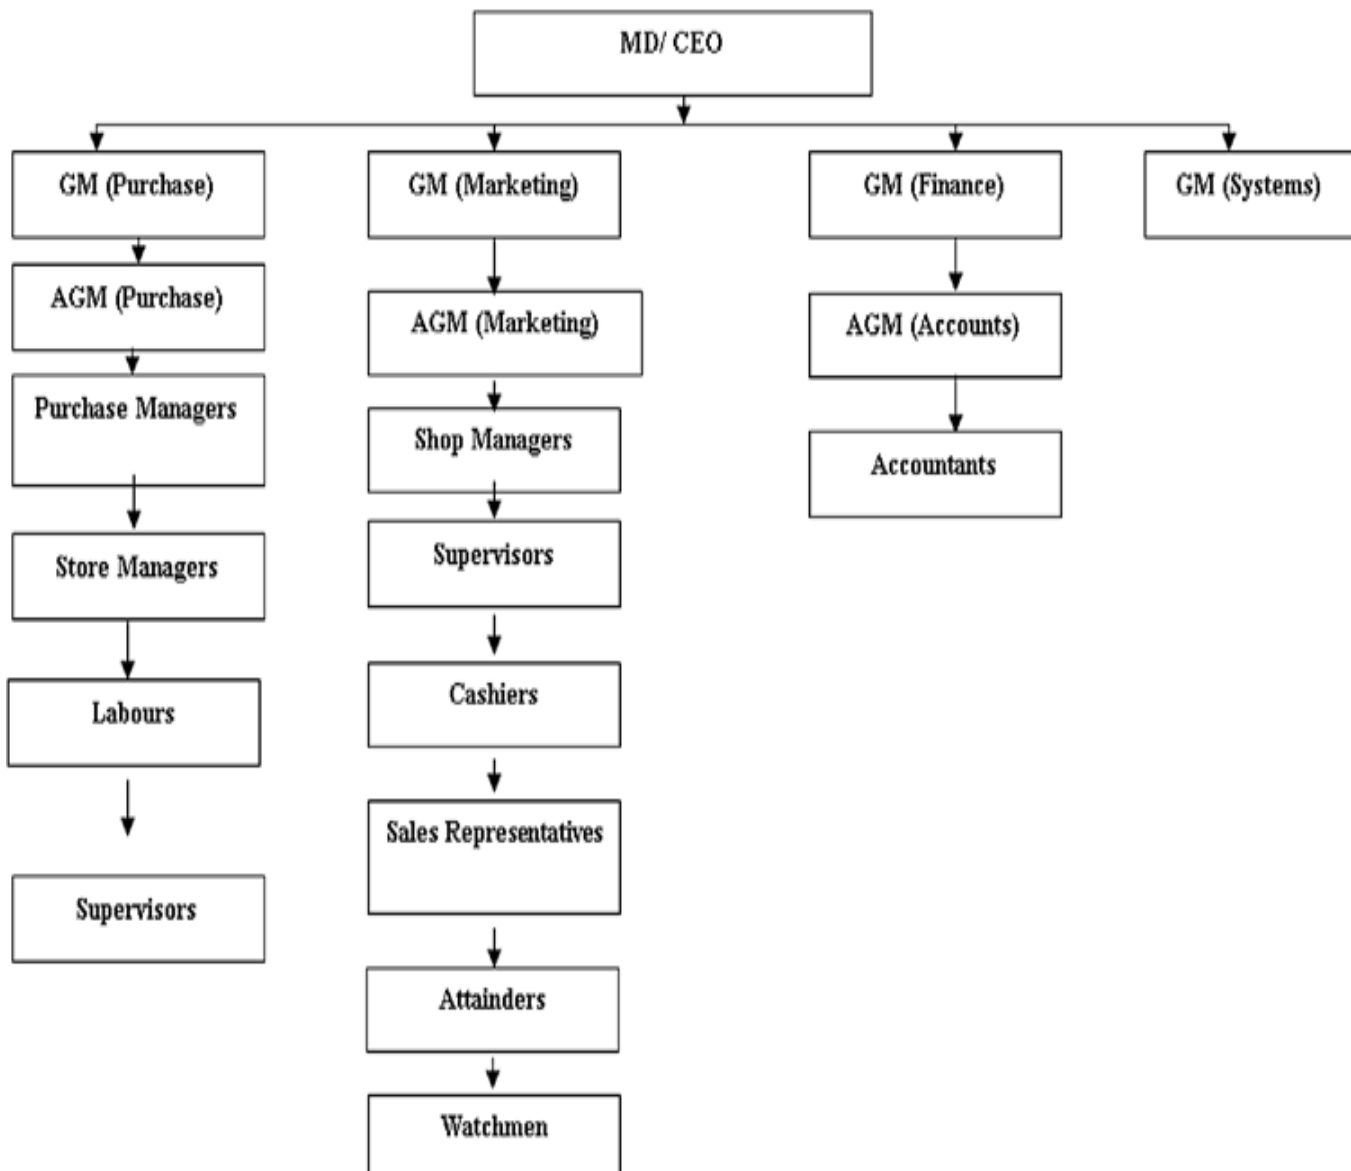 MD/ CEO
GM (Purchase)
GM (Marketing)
GM (Finance)
GM (Systems)
AGM (Purchase)
AGM (Marketing)
AGM (Accounts)
Purchase Managers
Shop Managers
Accountants
Store Managers
Supervisors
Labours
Cashiers
Sales Representatives
Supervisors
Attainders
Watchmen